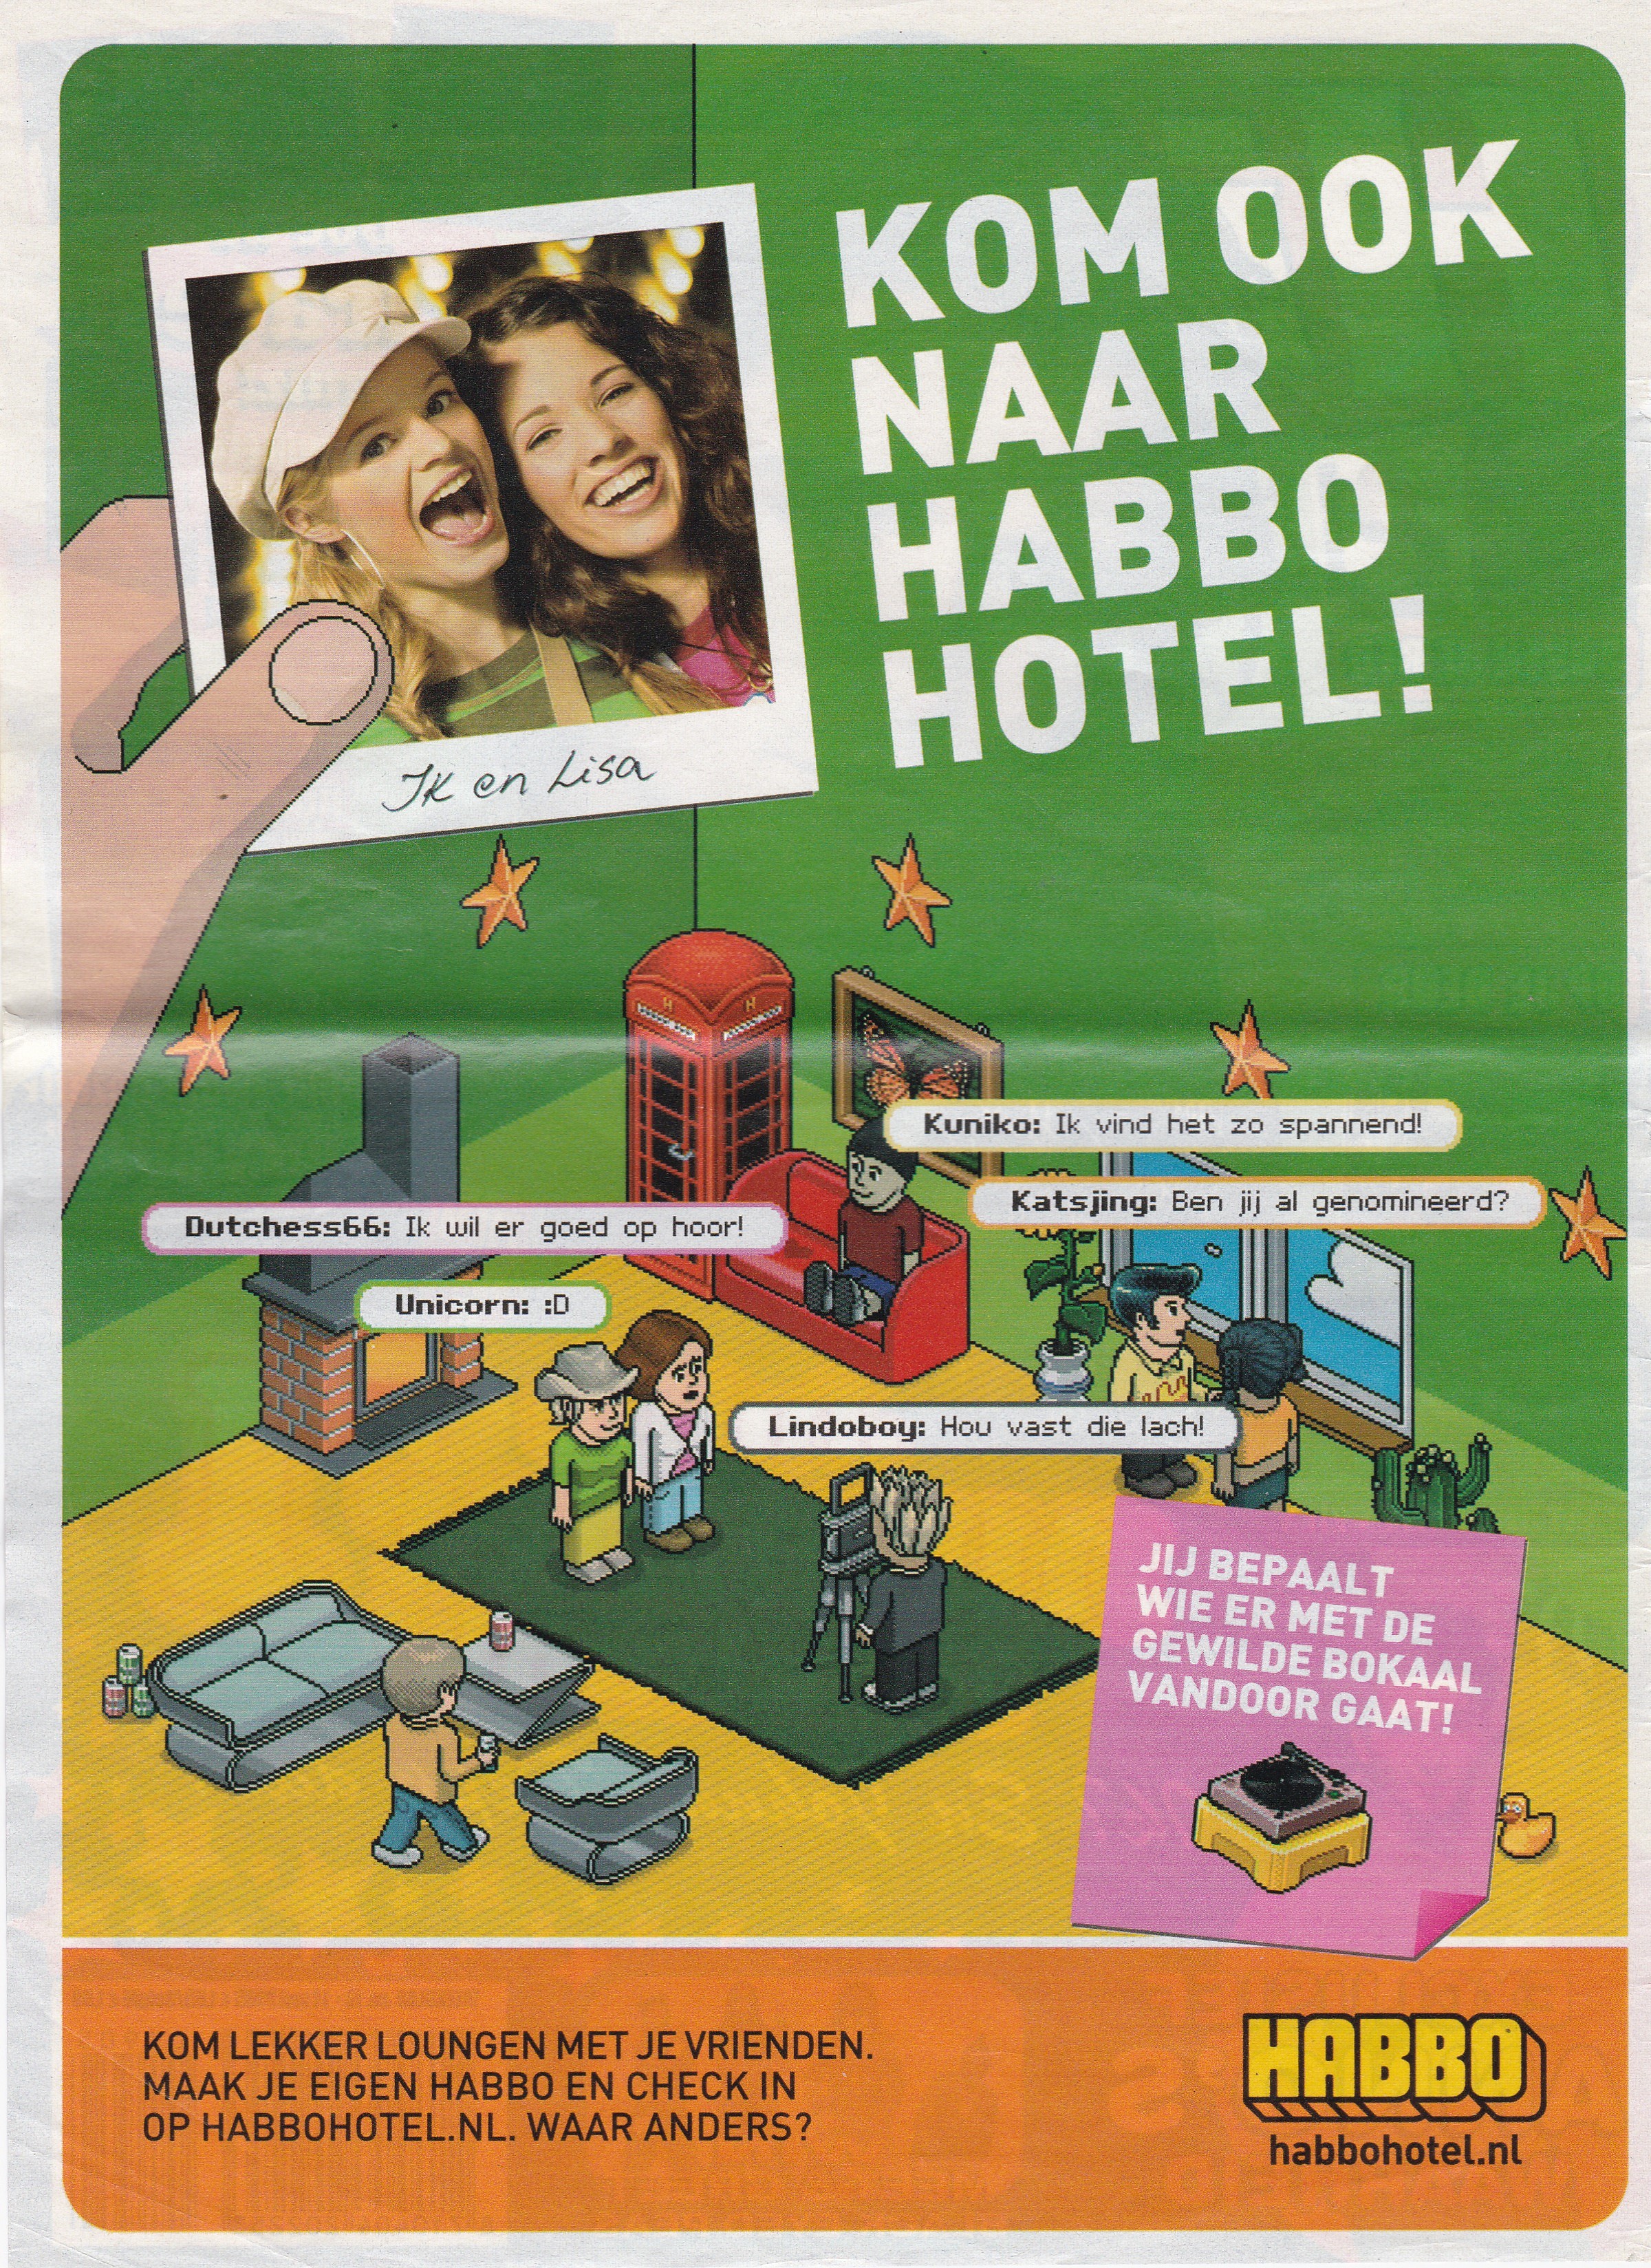 KOM OOK
NAAR
HABBO
HOTEL!
Ik en Lisa
H H
Kuniko: Ik vind het zo spannend!
Katsjing: Ben jij al genomineerd?
Dutchess66: Ik wil er goed op hoor!
Unicorn: :D
Lindoboy: Hou vast die lach!
JIJ BEPAALT
WIE ER MET DE
GEWILDE BOKAAL
VANDOOR GAAT!
KOM LEKKER LOUNGEN MET JE VRIENDEN.
MAAK JE EIGEN HABBO EN CHECK IN
OP HABBOHOTEL.NL. WAAR ANDERS?
HABBO
habbohotel.nl